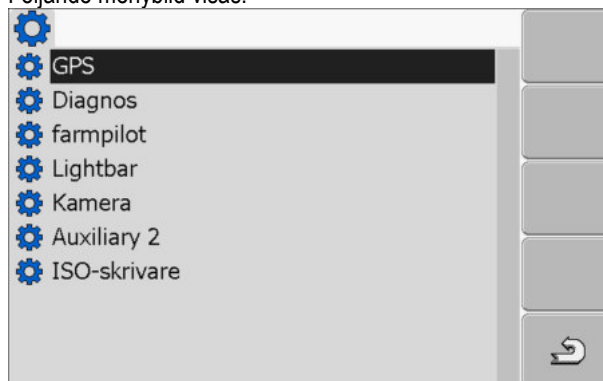 Följande menybild visas:
GPS
Diagnos
farmpilot
Lightbar
Kamera
Auxiliary 2
ISO-skrivare